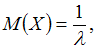 M(X) = 1/λ,